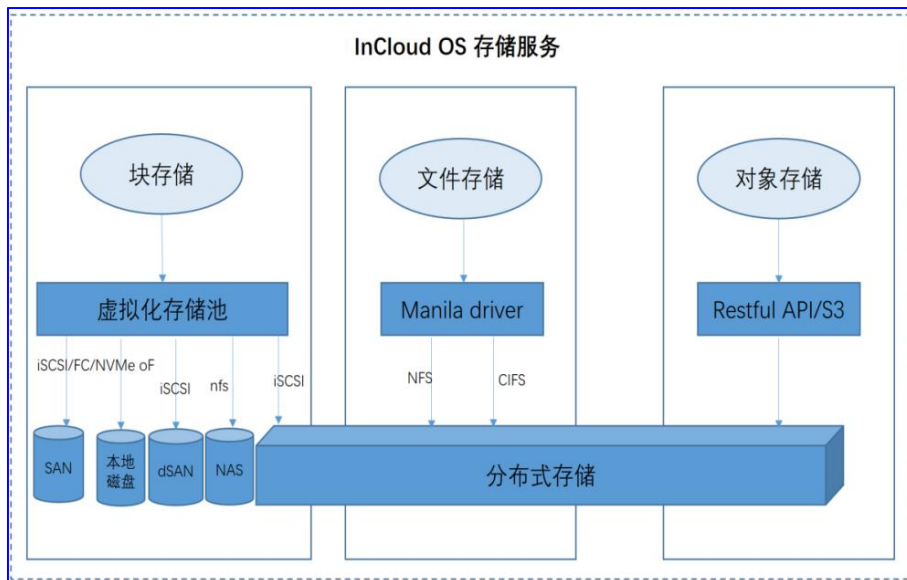 InCloud OS 存储服务
块存储
文件存储
对象存储
虚拟化存储池
Manila driver
Restful API/S3
iSCSI/FC/NVMe oF
iSCSI
nfs
iSCSI
NFS
CIFS
SAN
本地
磁盘
dSAN
NAS
分布式存储